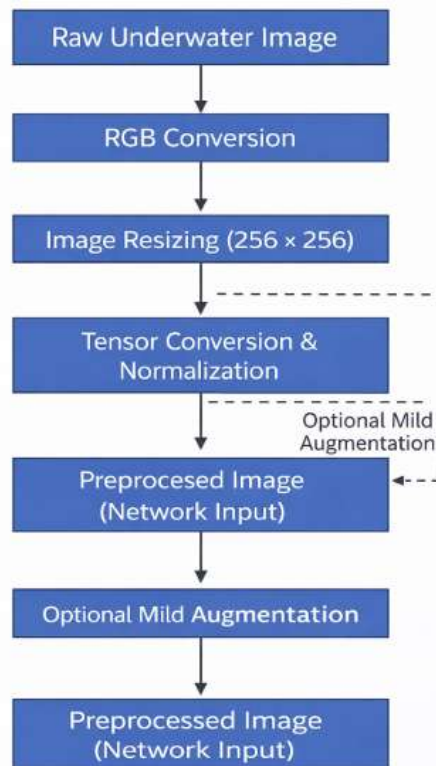 Raw Underwater Image
RGB Conversion
Image Resizing (256 × 256)
Tensor Conversion &
Normalization
Optional Mild
Augmentation
Preprocesed Image
(Network Input)
Optional Mild Augmentation
Preprocessed Image
(Network Input)